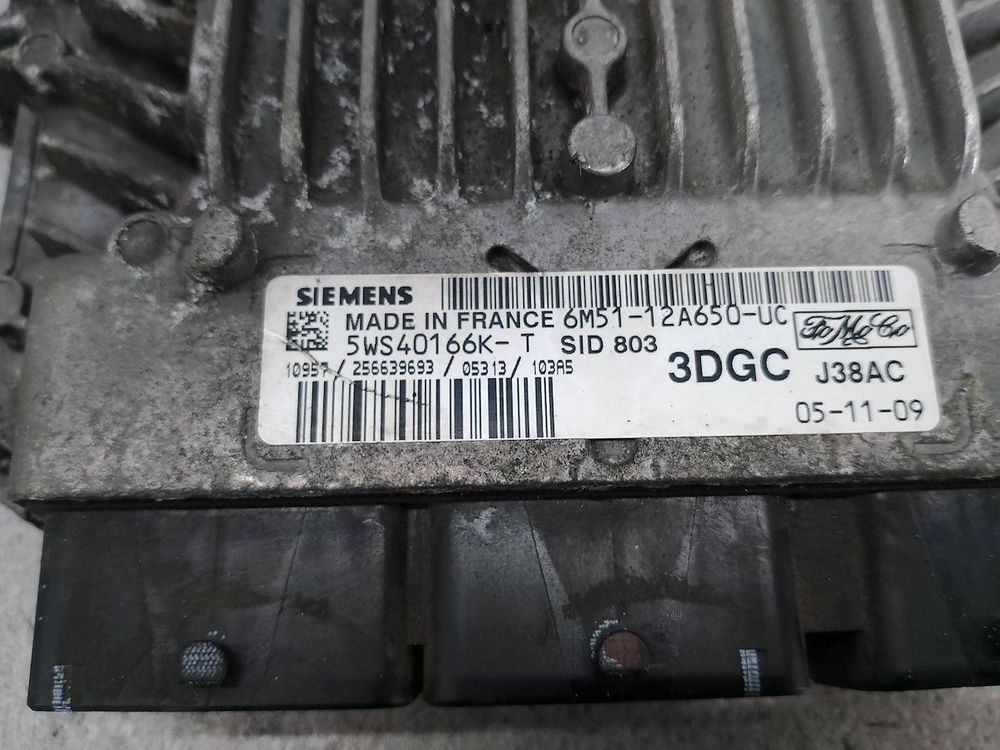 SIEMENS
MADE IN FRANCE 6M51-12A650-UC
FoMoCo
5WS40166K-T SID 803
10957 / 256639693 / 05313 / 103A5
3DGC J38AC
05-11-09